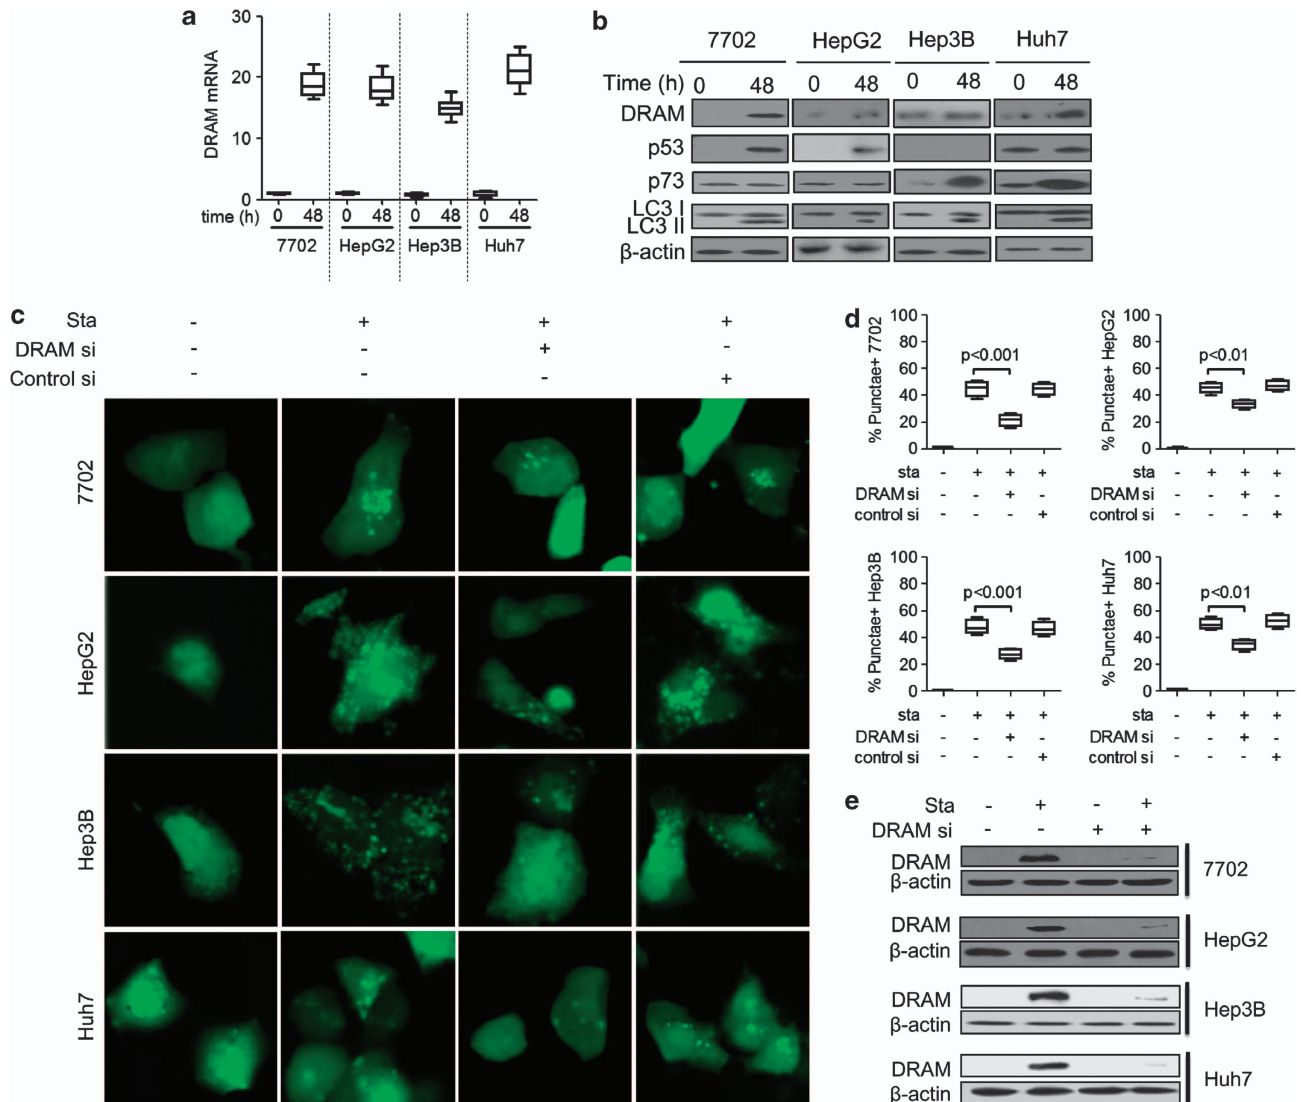 a
30
20
10
0
DRAM mRNA
time (h) 0 48 0 48 0 48 0 48
7702 HepG2 Hep3B Huh7
b
7702 HepG2 Hep3B Huh7
Time (h) 0 48 0 48 0 48 0 48
DRAM
p53
p73
LC3 I
LC3 II
β-actin
c
Sta - + + +
DRAM si - - + -
Control si - - - +
7702
HepG2
Hep3B
Huh7
d
% Punctae+ 7702
100
80
60
40
20
0
p<0.001
sta - + + +
DRAM si - - + -
control si - - - +
% Punctae+ HepG2
100
80
60
40
20
0
p<0.01
sta - + + +
DRAM si - - + -
control si - - - +
% Punctae+ Hep3B
100
80
60
40
20
0
p<0.001
sta - + + +
DRAM si - - + -
control si - - - +
% Punctae+ Huh7
100
80
60
40
20
0
p<0.01
sta - + + +
DRAM si - - + -
control si - - - +
e
Sta - + - +
DRAM si - - + +
DRAM
β-actin
7702
DRAM
β-actin
HepG2
DRAM
β-actin
Hep3B
DRAM
β-actin
Huh7